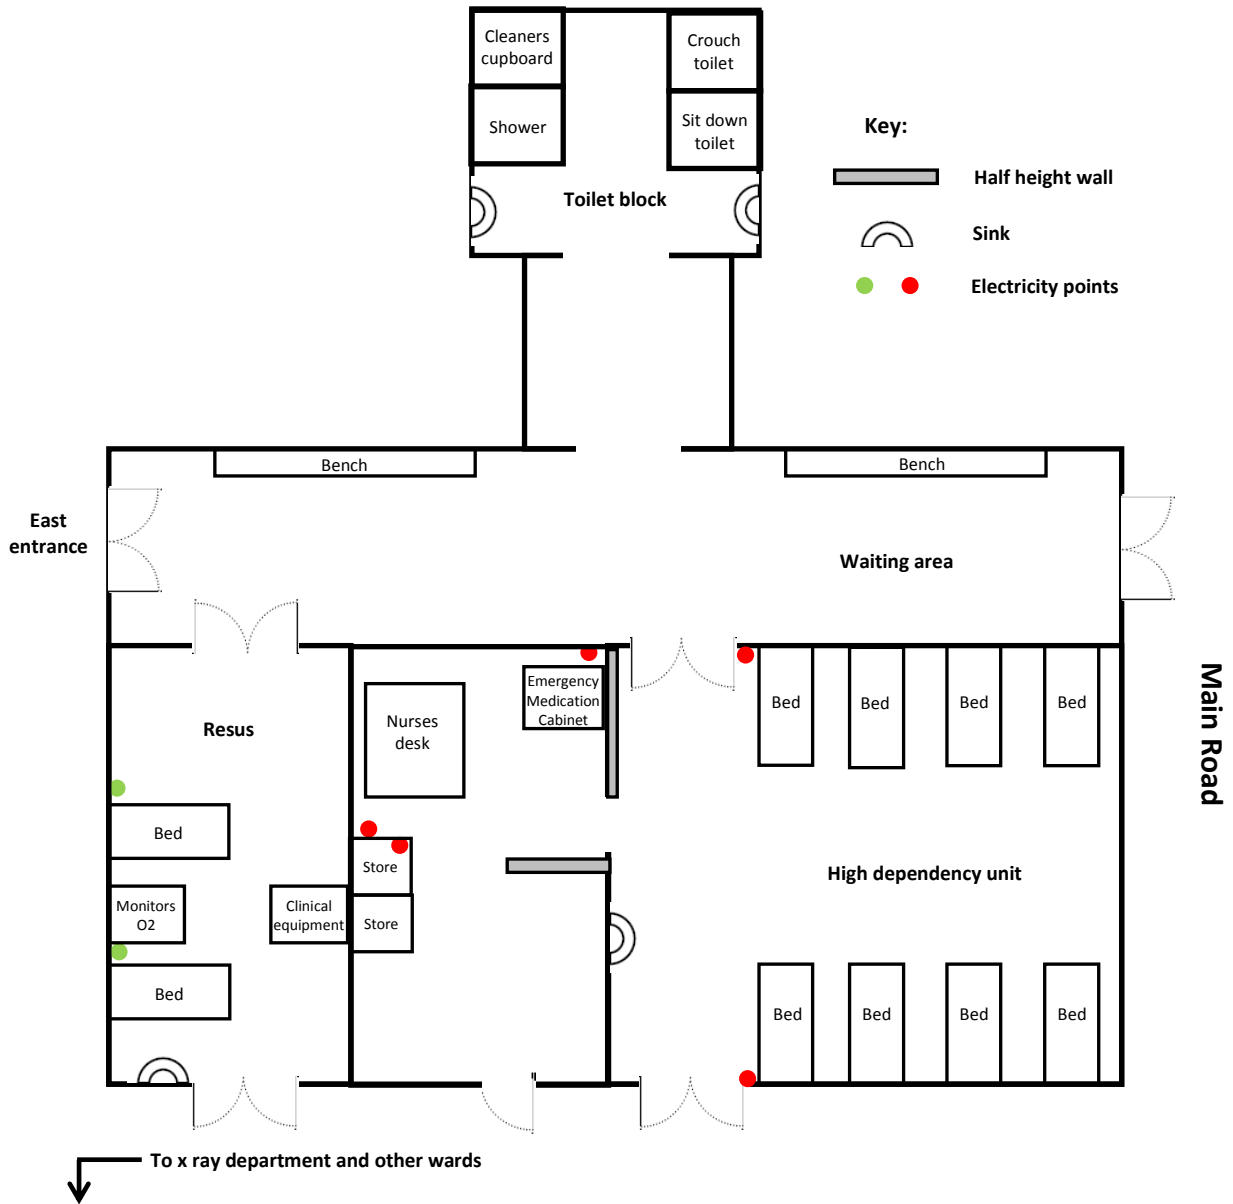 Cleaners
cupboard
Crouch
toilet
Shower
Sit down
toilet
Toilet block
Key:
Half height wall
Sink
Electricity points
Bench
Bench
East
entrance
Waiting area
Resus
Nurses
desk
Emergency
Medication
Cabinet
Bed
Bed
Bed
Bed
Main Road
Bed
Store
High dependency unit
Monitors
O2
Clinical
equipment
Store
Bed
Bed
Bed
Bed
Bed
To x ray department and other wards